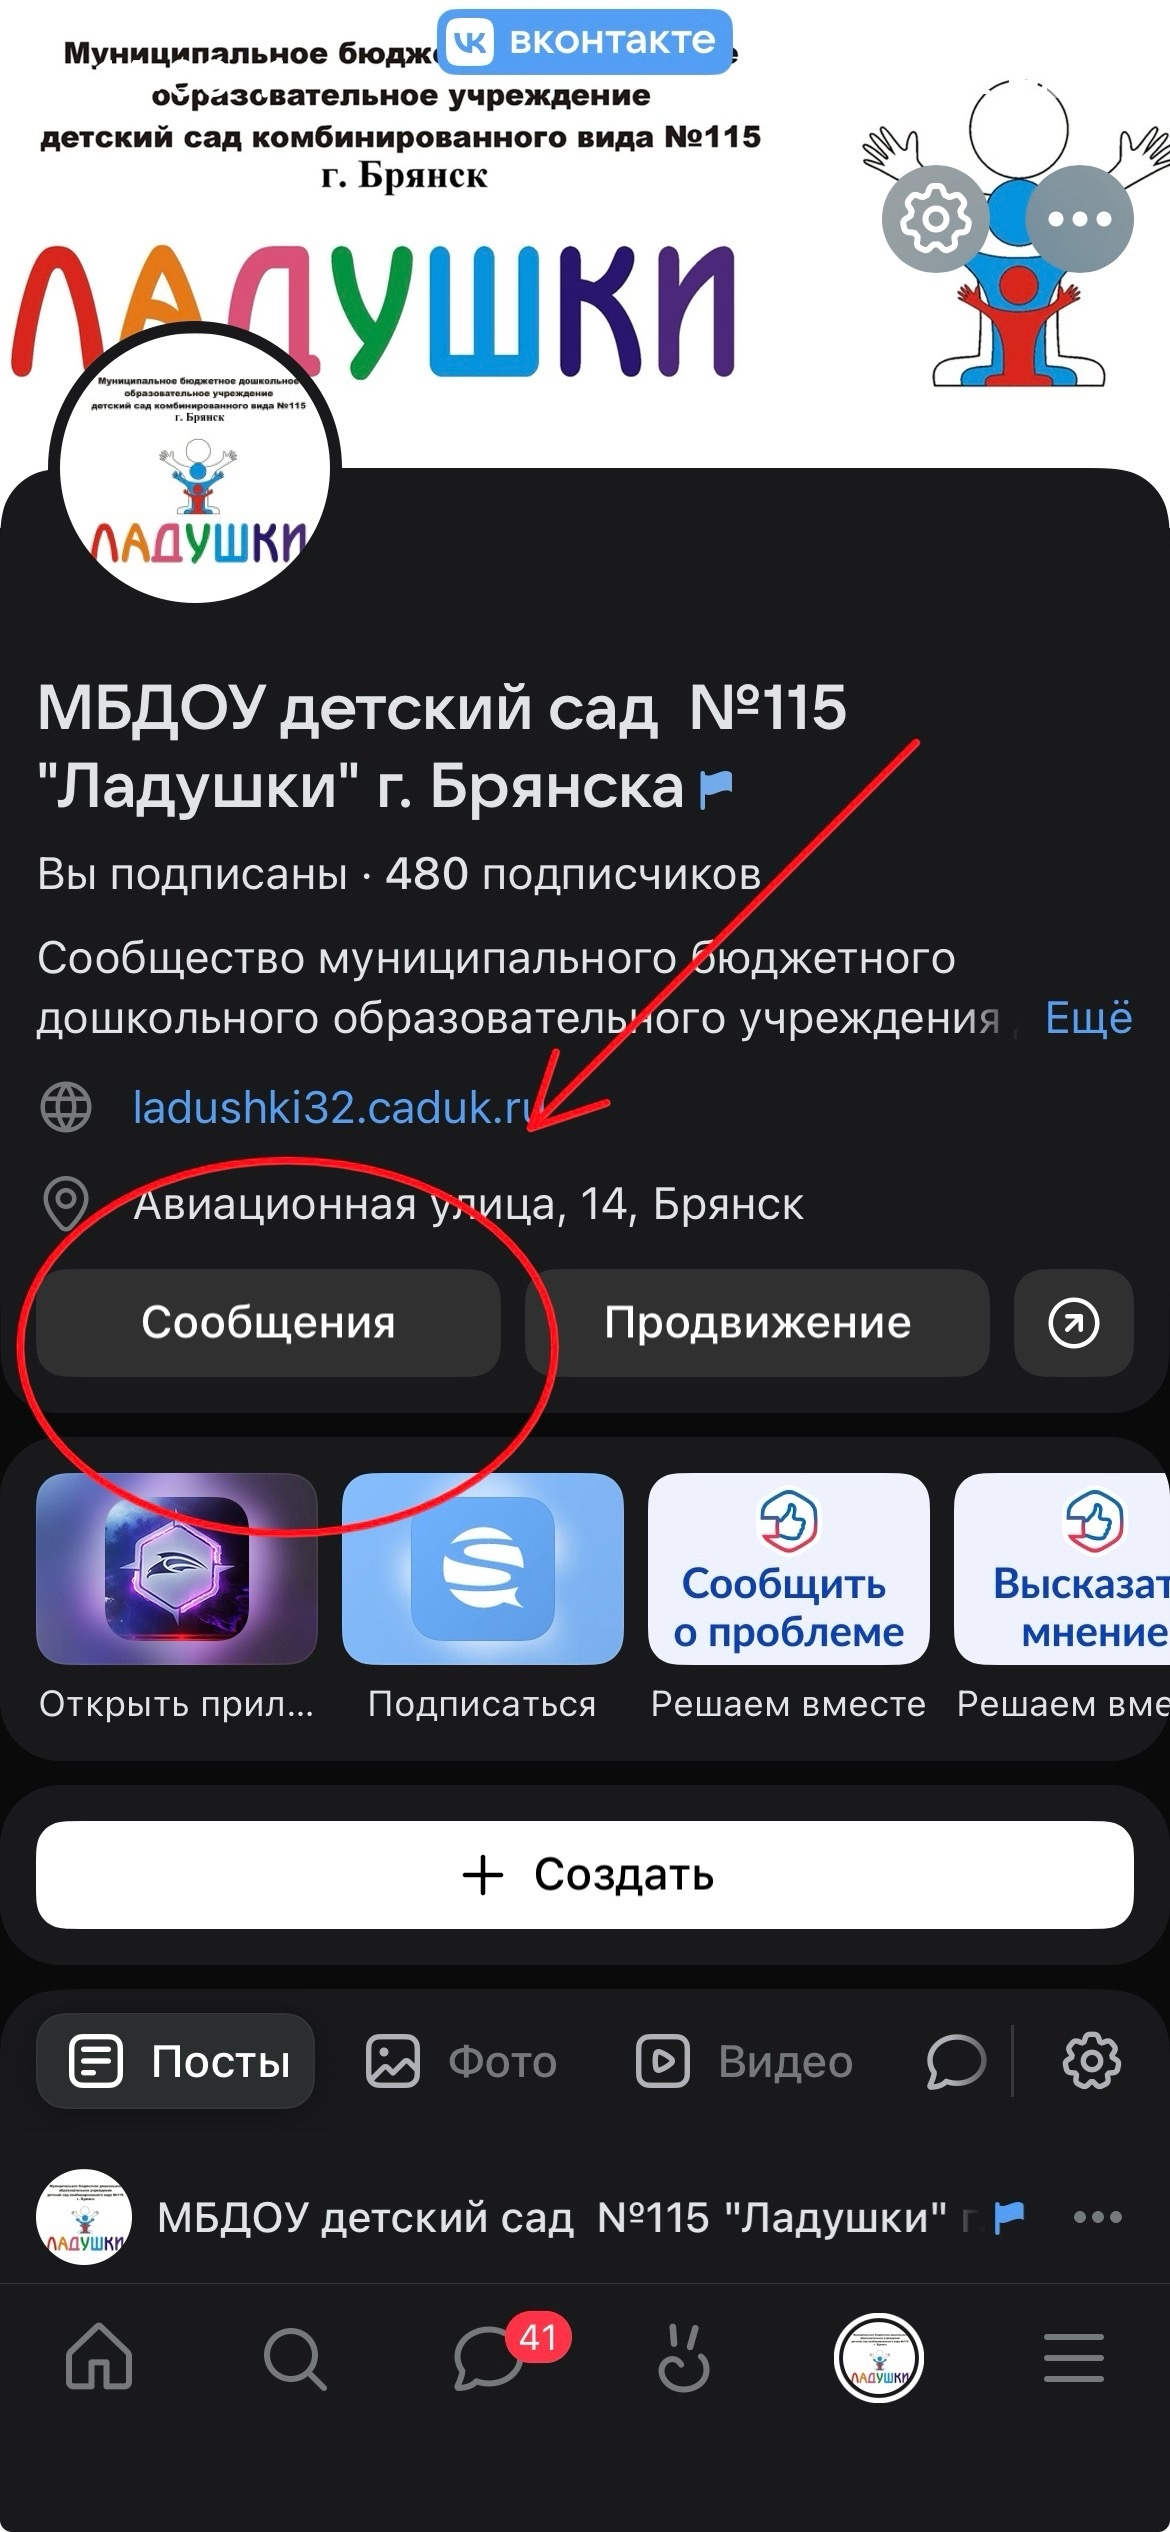 вконтакте
Муниципальное
образовательное учреждение
детский сад комбинированного вида №115
г. Брянск
ЛАДУШКИ
Муниципальное бюджетное дошкольное
образовательное учреждение
детский сад комбинированного вида №115
г. Брянск
ЛАДУШКИ
МБДОУ детский сад №115
"Ладушки" г. Брянска
Вы подписаны · 480 подписчиков
Сообщество муниципального бюджетного
дошкольного образовательного учреждения Ещё
ladushki32.caduk.ru
Авиационная улица, 14, Брянск
Сообщения Продвижение
Сообщить
о проблеме
Высказат
мнение
Открыть прил... Подписаться Решаем вместе Решаем вме
+ Создать
Посты Фото Видео
ЛАДУШКИ
МБДОУ детский сад №115 "Ладушки" г.
41
ЛАДУШКИ